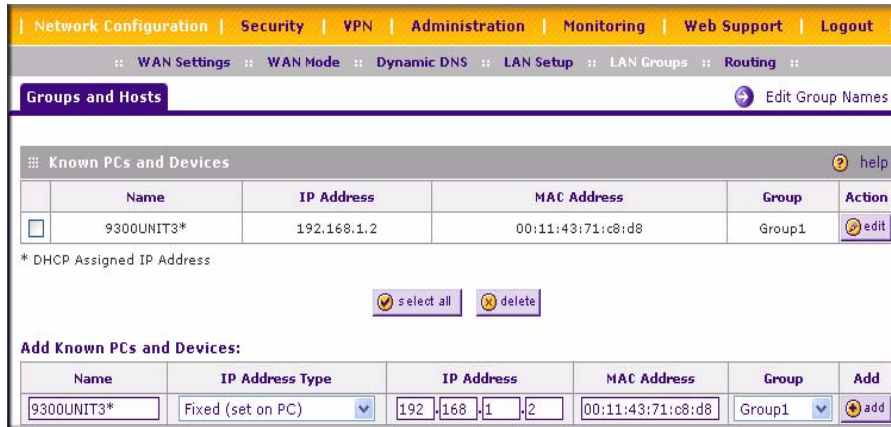 | Network Configuration | Security | VPN | Administration | Monitoring | Web Support | Logout
:: WAN Settings :: WAN Mode :: Dynamic DNS :: LAN Setup :: LAN Groups :: Routing ::
Groups and Hosts Edit Group Names
Known PCs and Devices ? help
Name IP Address MAC Address Group Action
9300UNIT3* 192.168.1.2 00:11:43:71:c8:d8 Group1 edit
* DHCP Assigned IP Address
select all delete
Add Known PCs and Devices:
Name IP Address Type IP Address MAC Address Group Add
9300UNIT3* Fixed (set on PC) 192 .168 .1 .2 00:11:43:71:c8:d8 Group1 add